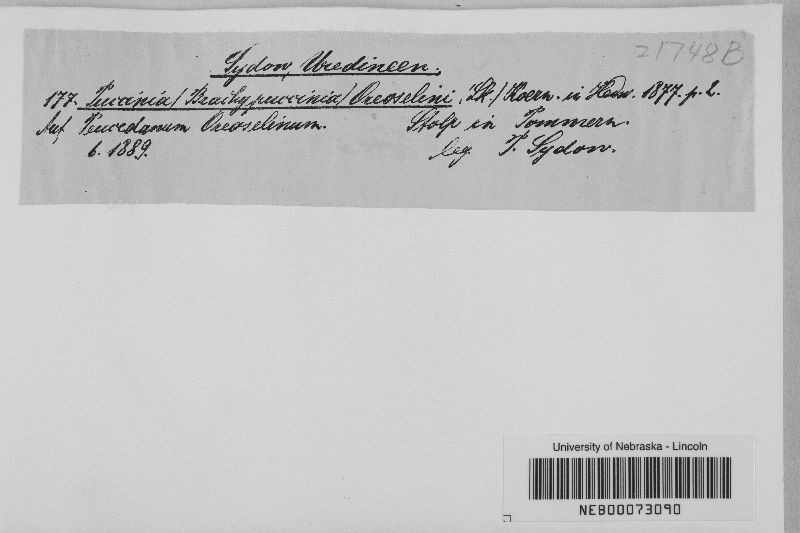 21748B
Sydow, Uredineen.
177. Puccinia (Brachypuccinia) Oreoselini (Str.) Koern. in Hedw. 1877. p. 2.
Auf Peucedanum Oreoselinum. Stolp in Pommern.
6. 1889. leg. P. Sydow.
University of Nebraska - Lincoln
NEB00073090